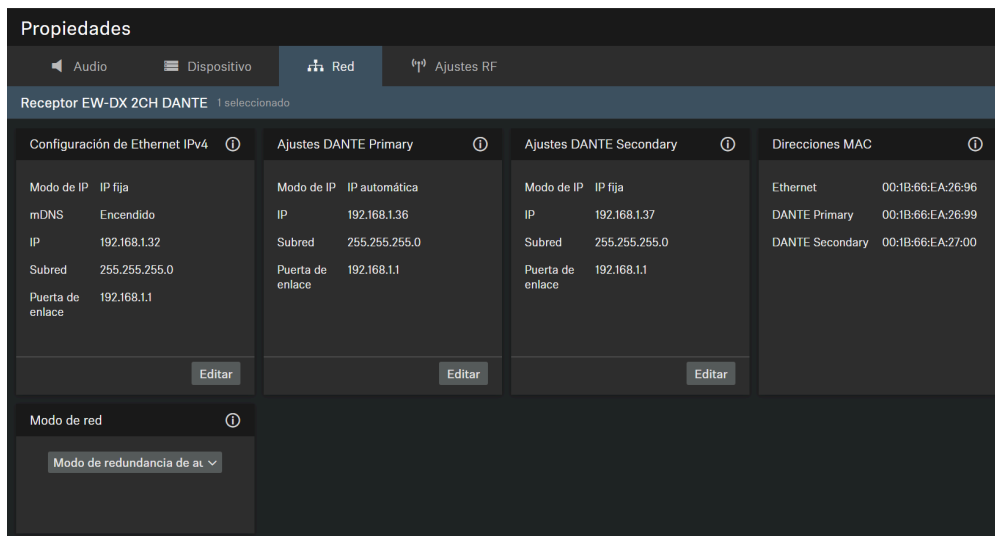 Propiedades
Audio Dispositivo Red Ajustes RF
Receptor EW-DX 2CH DANTE 1 seleccionado
Configuración de Ethernet IPv4
Modo de IP IP fija
mDNS Encendido
IP 192.168.1.32
Subred 255.255.255.0
Puerta de
enlace 192.168.1.1
Editar
Ajustes DANTE Primary
Modo de IP IP automática
IP 192.168.1.36
Subred 255.255.255.0
Puerta de
enlace 192.168.1.1
Editar
Ajustes DANTE Secondary
Modo de IP IP fija
IP 192.168.1.37
Subred 255.255.255.0
Puerta de
enlace 192.168.1.1
Editar
Direcciones MAC
Ethernet 00:1B:66:EA:26:96
DANTE Primary 00:1B:66:EA:26:99
DANTE Secondary 00:1B:66:EA:27:00
Modo de red
Modo de redundancia de au